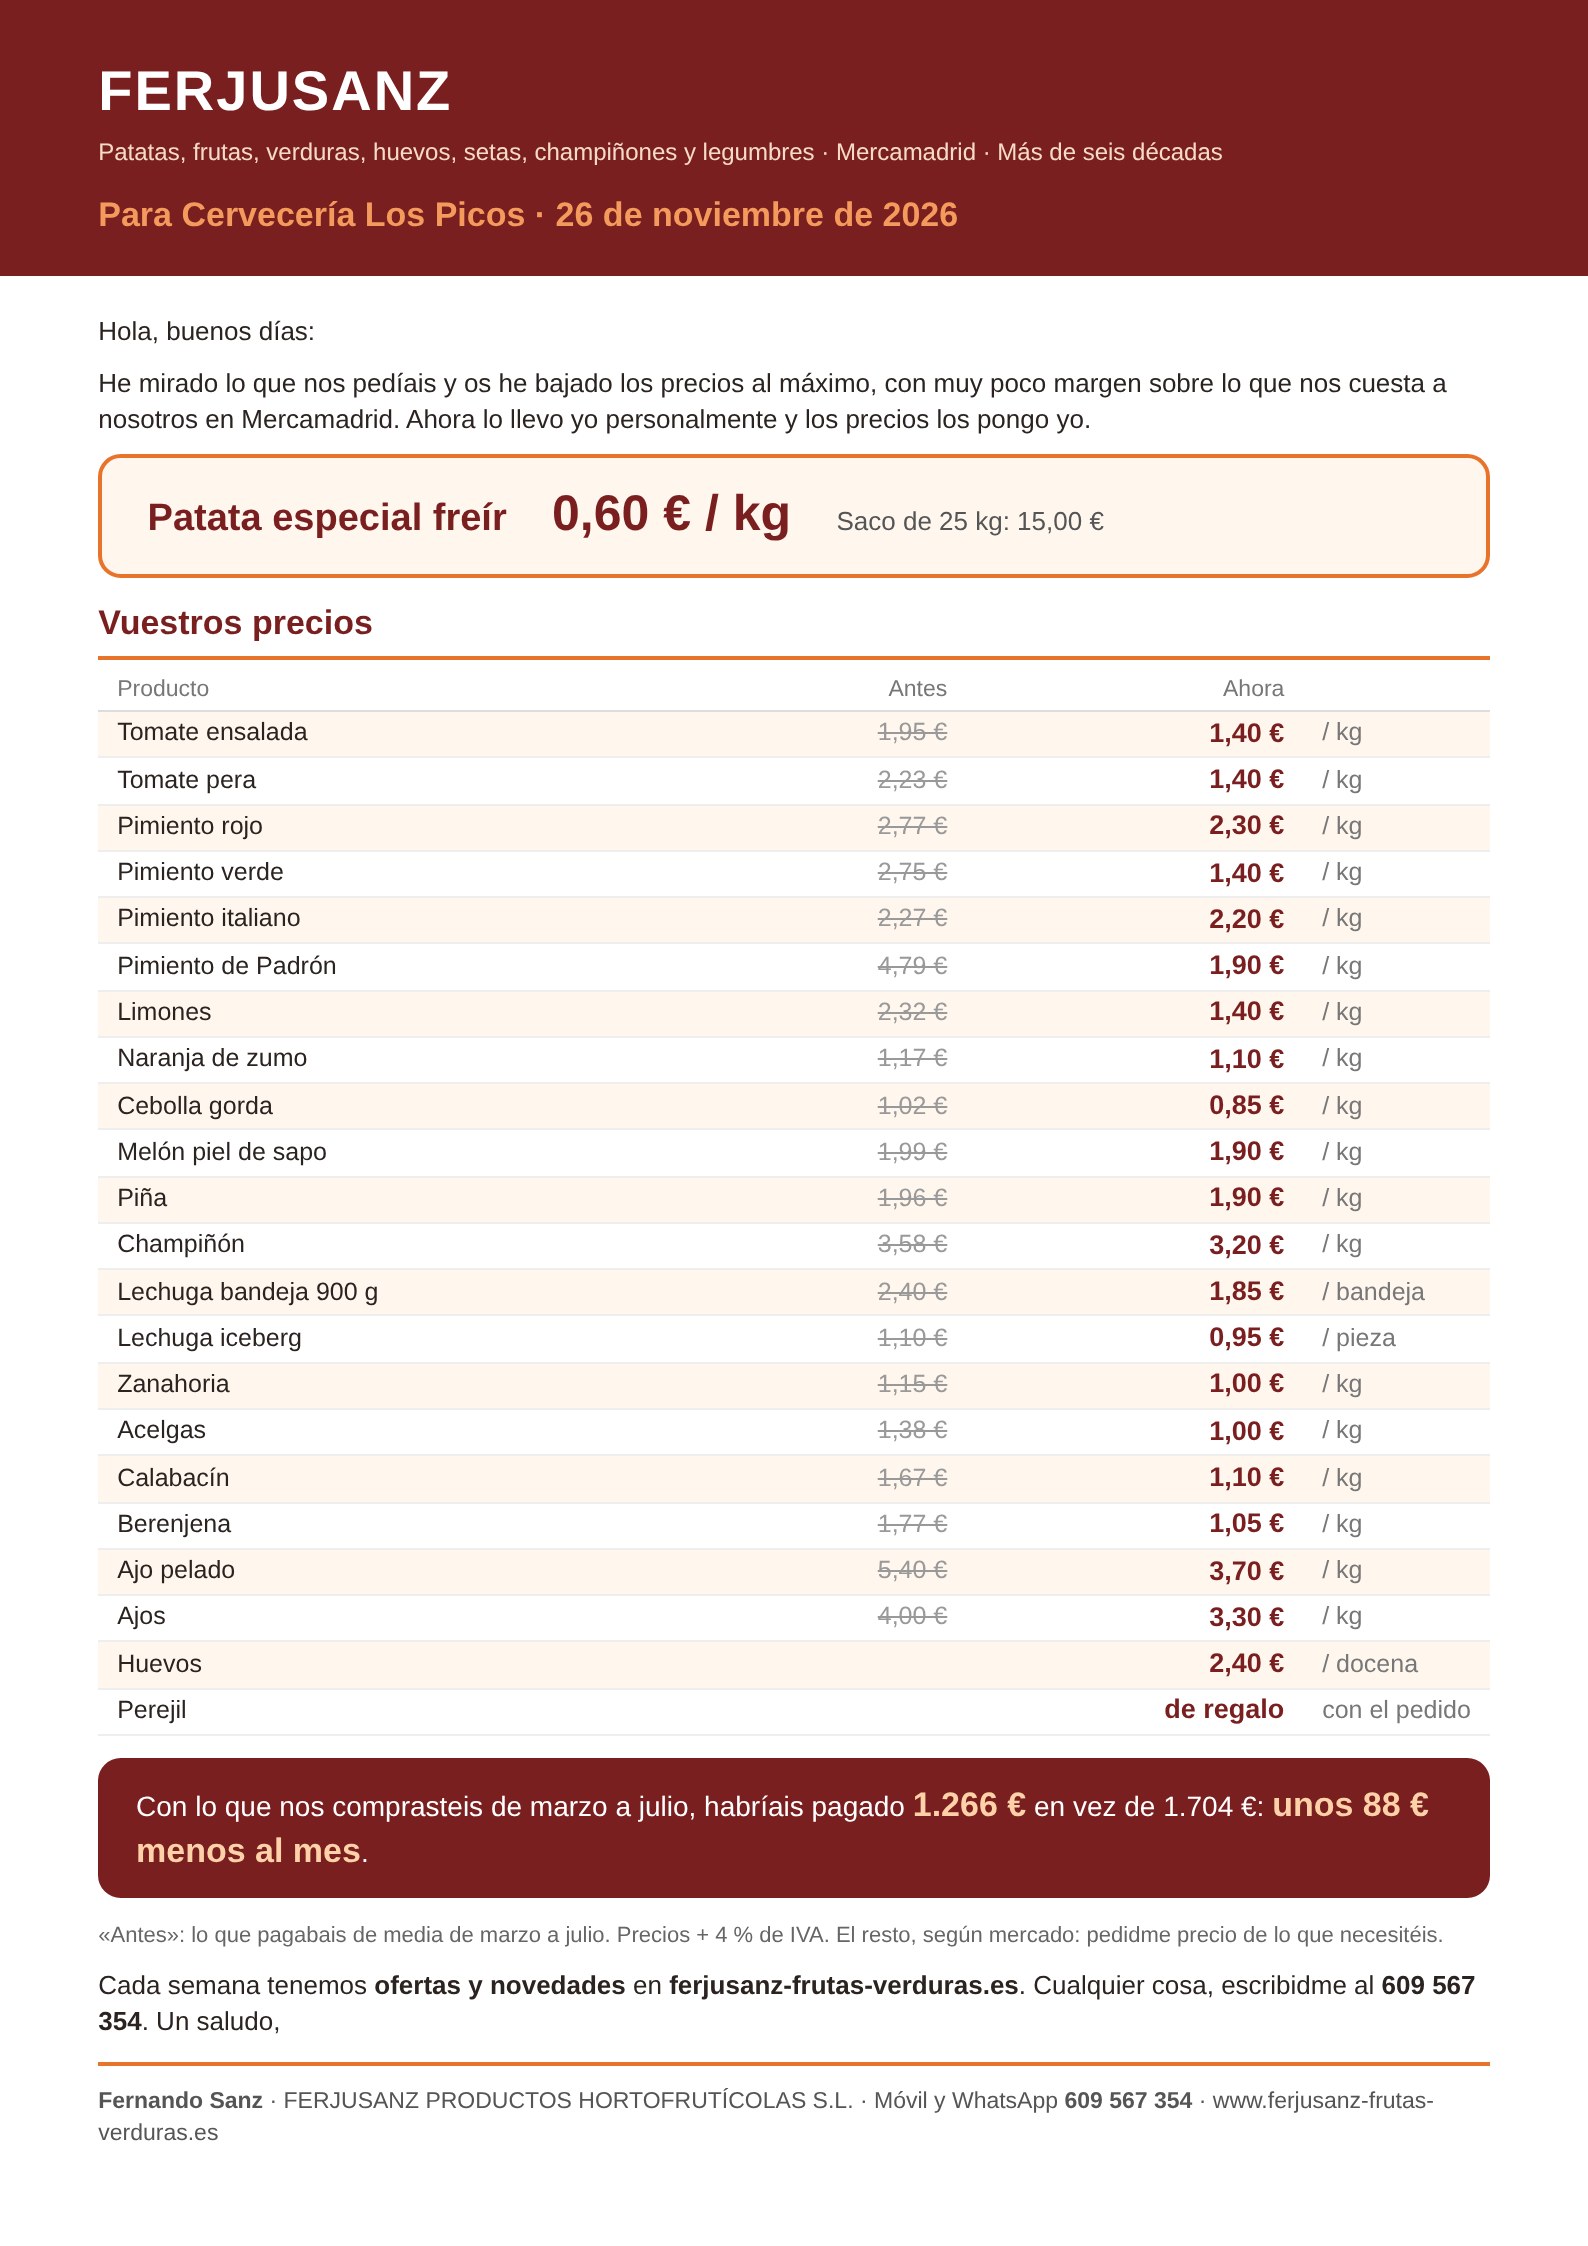 FERJUSANZ
Patatas, frutas, verduras, huevos, setas, champiñones y legumbres · Mercamadrid · Más de seis décadas
Para Cervecería Los Picos · 26 de noviembre de 2026
Hola, buenos días:
He mirado lo que nos pedíais y os he bajado los precios al máximo, con muy poco margen sobre lo que nos cuesta a
nosotros en Mercamadrid. Ahora lo llevo yo personalmente y los precios los pongo yo.
Patata especial freír 0,60 € / kg Saco de 25 kg: 15,00 €
Vuestros precios
Producto Antes Ahora
Tomate ensalada 1,95 € 1,40 € / kg
Tomate pera 2,23 € 1,40 € / kg
Pimiento rojo 2,77 € 2,30 € / kg
Pimiento verde 2,75 € 1,40 € / kg
Pimiento italiano 2,27 € 2,20 € / kg
Pimiento de Padrón 4,79 € 1,90 € / kg
Limones 2,32 € 1,40 € / kg
Naranja de zumo 1,17 € 1,10 € / kg
Cebolla gorda 1,02 € 0,85 € / kg
Melón piel de sapo 1,99 € 1,90 € / kg
Piña 1,96 € 1,90 € / kg
Champiñón 3,58 € 3,20 € / kg
Lechuga bandeja 900 g 2,40 € 1,85 € / bandeja
Lechuga iceberg 1,10 € 0,95 € / pieza
Zanahoria 1,15 € 1,00 € / kg
Acelgas 1,38 € 1,00 € / kg
Calabacín 1,67 € 1,10 € / kg
Berenjena 1,77 € 1,05 € / kg
Ajo pelado 5,40 € 3,70 € / kg
Ajos 4,00 € 3,30 € / kg
Huevos 2,40 € / docena
Perejil de regalo con el pedido
Con lo que nos comprasteis de marzo a julio, habríais pagado 1.266 € en vez de 1.704 €: unos 88 €
menos al mes.
«Antes»: lo que pagabais de media de marzo a julio. Precios + 4 % de IVA. El resto, según mercado: pedidme precio de lo que necesitéis.
Cada semana tenemos ofertas y novedades en ferjusanz-frutas-verduras.es. Cualquier cosa, escribidme al 609 567
354. Un saludo,
Fernando Sanz · FERJUSANZ PRODUCTOS HORTOFRUTÍCOLAS S.L. · Móvil y WhatsApp 609 567 354 · www.ferjusanz-frutas-
verduras.es